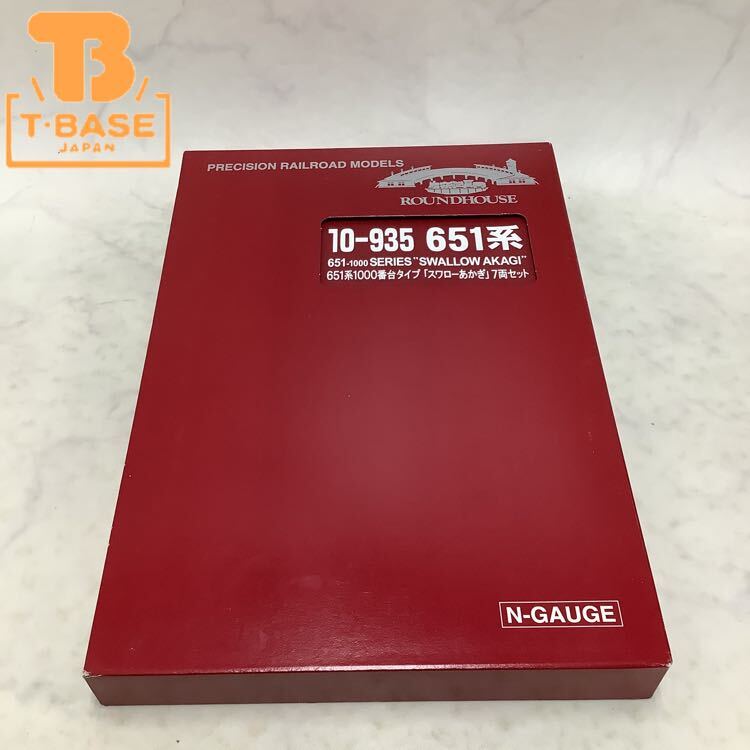 TB
T-BASE
JAPAN
PRECISION RAILROAD MODELS
ROUNDHOUSE
10-935 651系
651-1000 SERIES "SWALLOW AKAGI"
651系1000番台タイプ「スワローあかぎ」7両セット
N-GAUGE